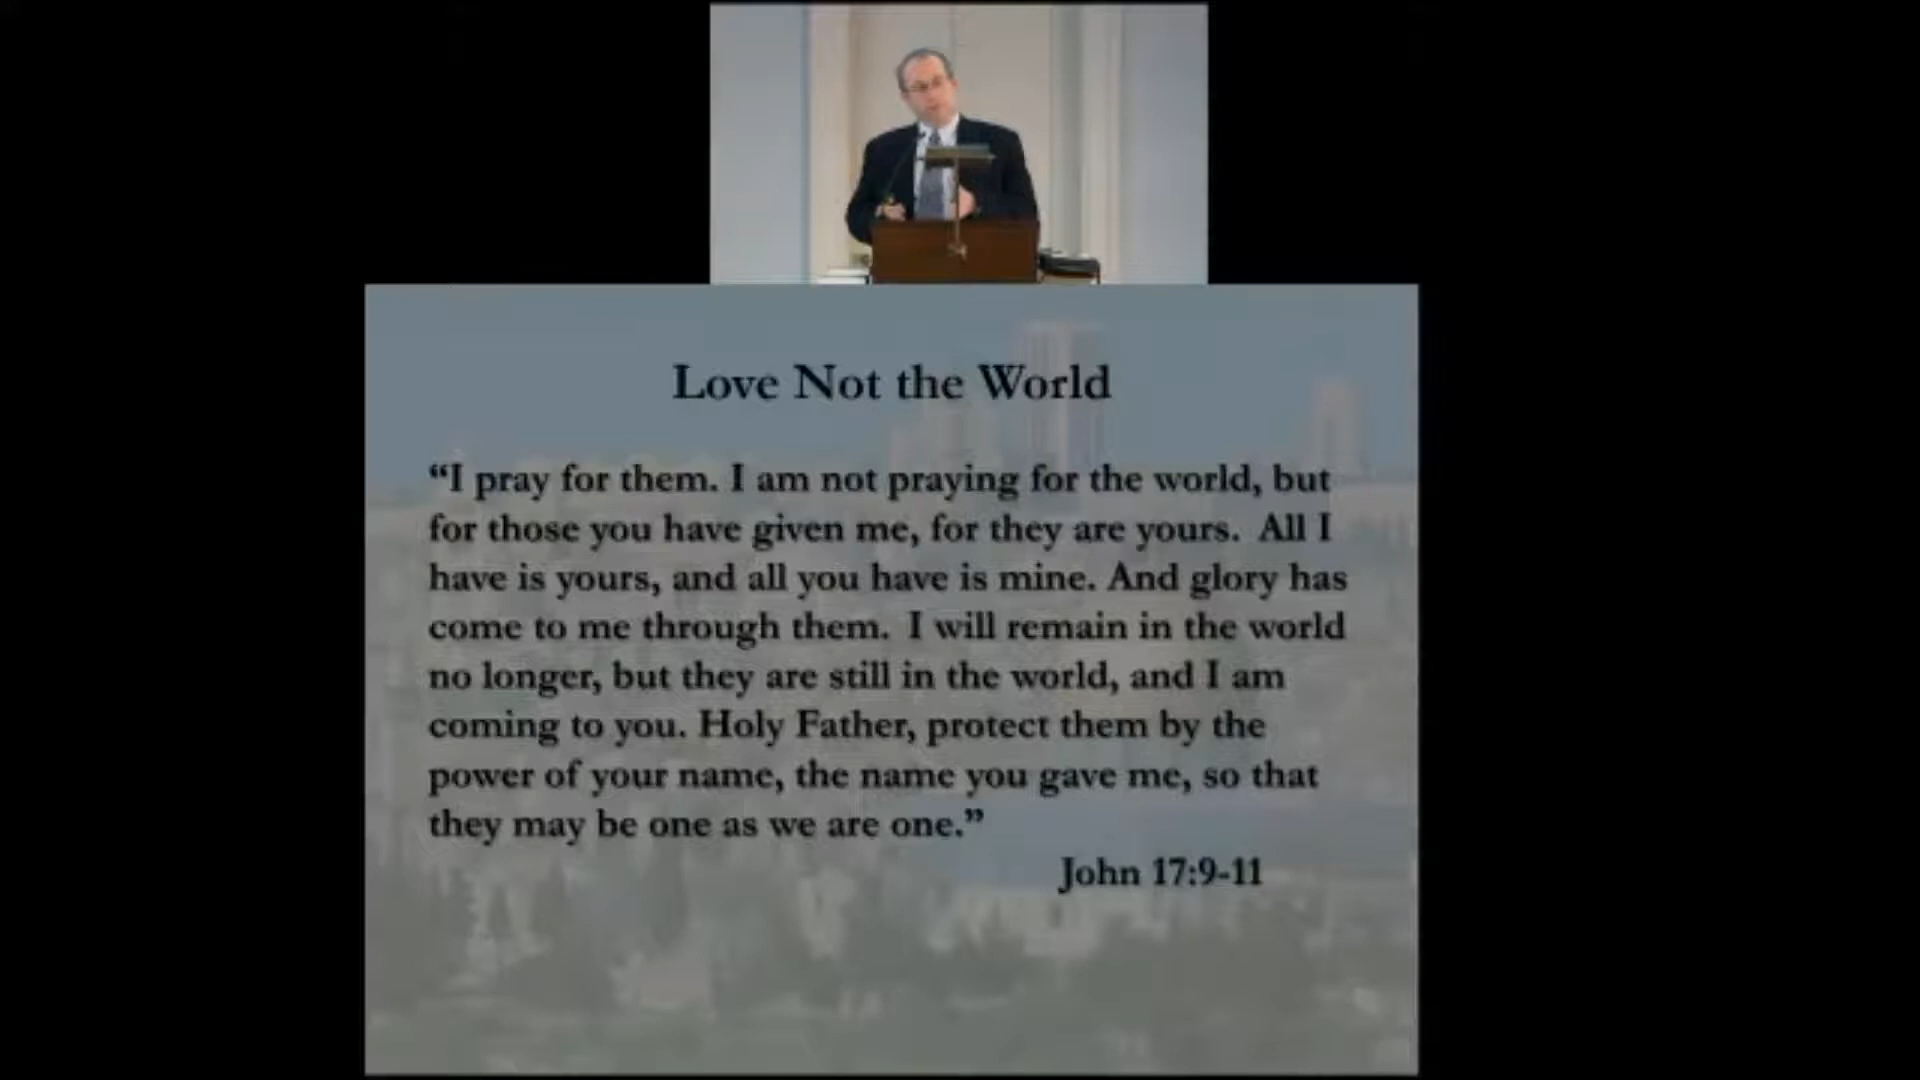 Love Not the World
“I pray for them. I am not praying for the world, but
for those you have given me, for they are yours. All I
have is yours, and all you have is mine. And glory has
come to me through them. I will remain in the world
no longer, but they are still in the world, and I am
coming to you. Holy Father, protect them by the
power of your name, the name you gave me, so that
they may be one as we are one.”
John 17:9-11